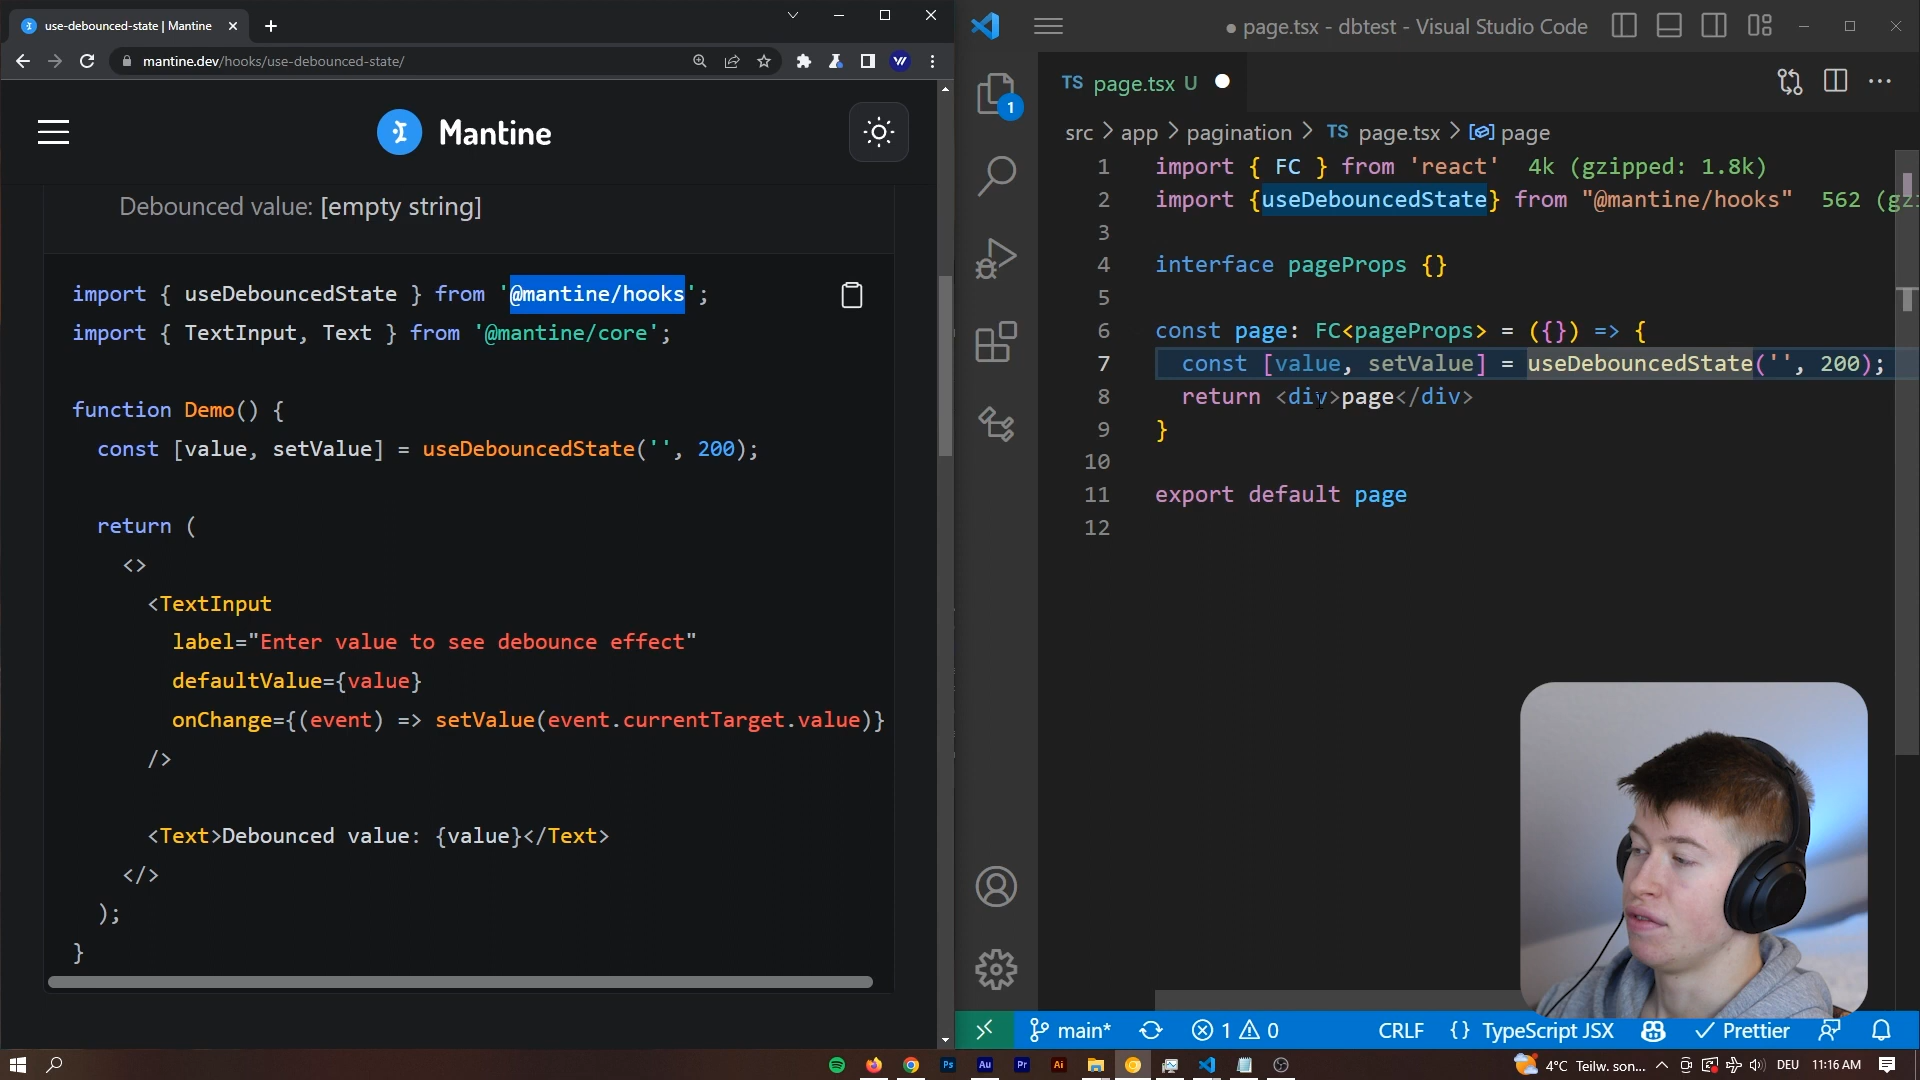 use-debounced-state | Mantine
mantine.dev/hooks/use-debounced-state/
Mantine
Debounced value: [empty string]
import { useDebouncedState } from '@mantine/hooks';
import { TextInput, Text } from '@mantine/core';
function Demo() {
const [value, setValue] = useDebouncedState('', 200);
return (
<>
<TextInput
label="Enter value to see debounce effect"
defaultValue={value}
onChange={(event) => setValue(event.currentTarget.value)}
/>
<Text>Debounced value: {value}</Text>
</>
);
}
● page.tsx - dbtest - Visual Studio Code
TS page.tsx U
1
src > app > pagination > TS page.tsx > page
1 import { FC } from 'react' 4k (gzipped: 1.8k)
2 import {useDebouncedState} from "@mantine/hooks" 562 (gz
3
4 interface pageProps {}
5
6 const page: FC<pageProps> = ({}) => {
7 const [value, setValue] = useDebouncedState('', 200);
8 return <div>page</div>
9 }
10
11 export default page
12
main* 1 0 CRLF {} TypeScript JSX Prettier
Ps Au Pr Ai 4°C Teilw. son... DEU 11:16 AM